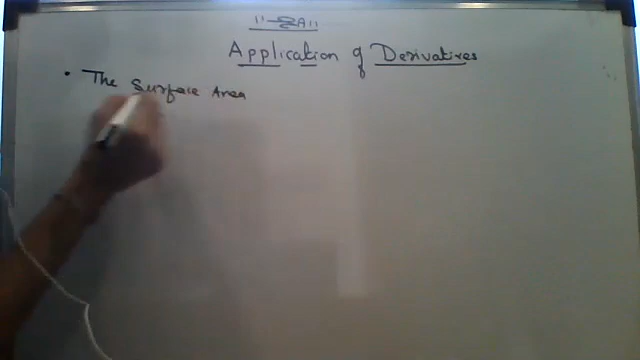 Application of Derivatives
• The Surface Area